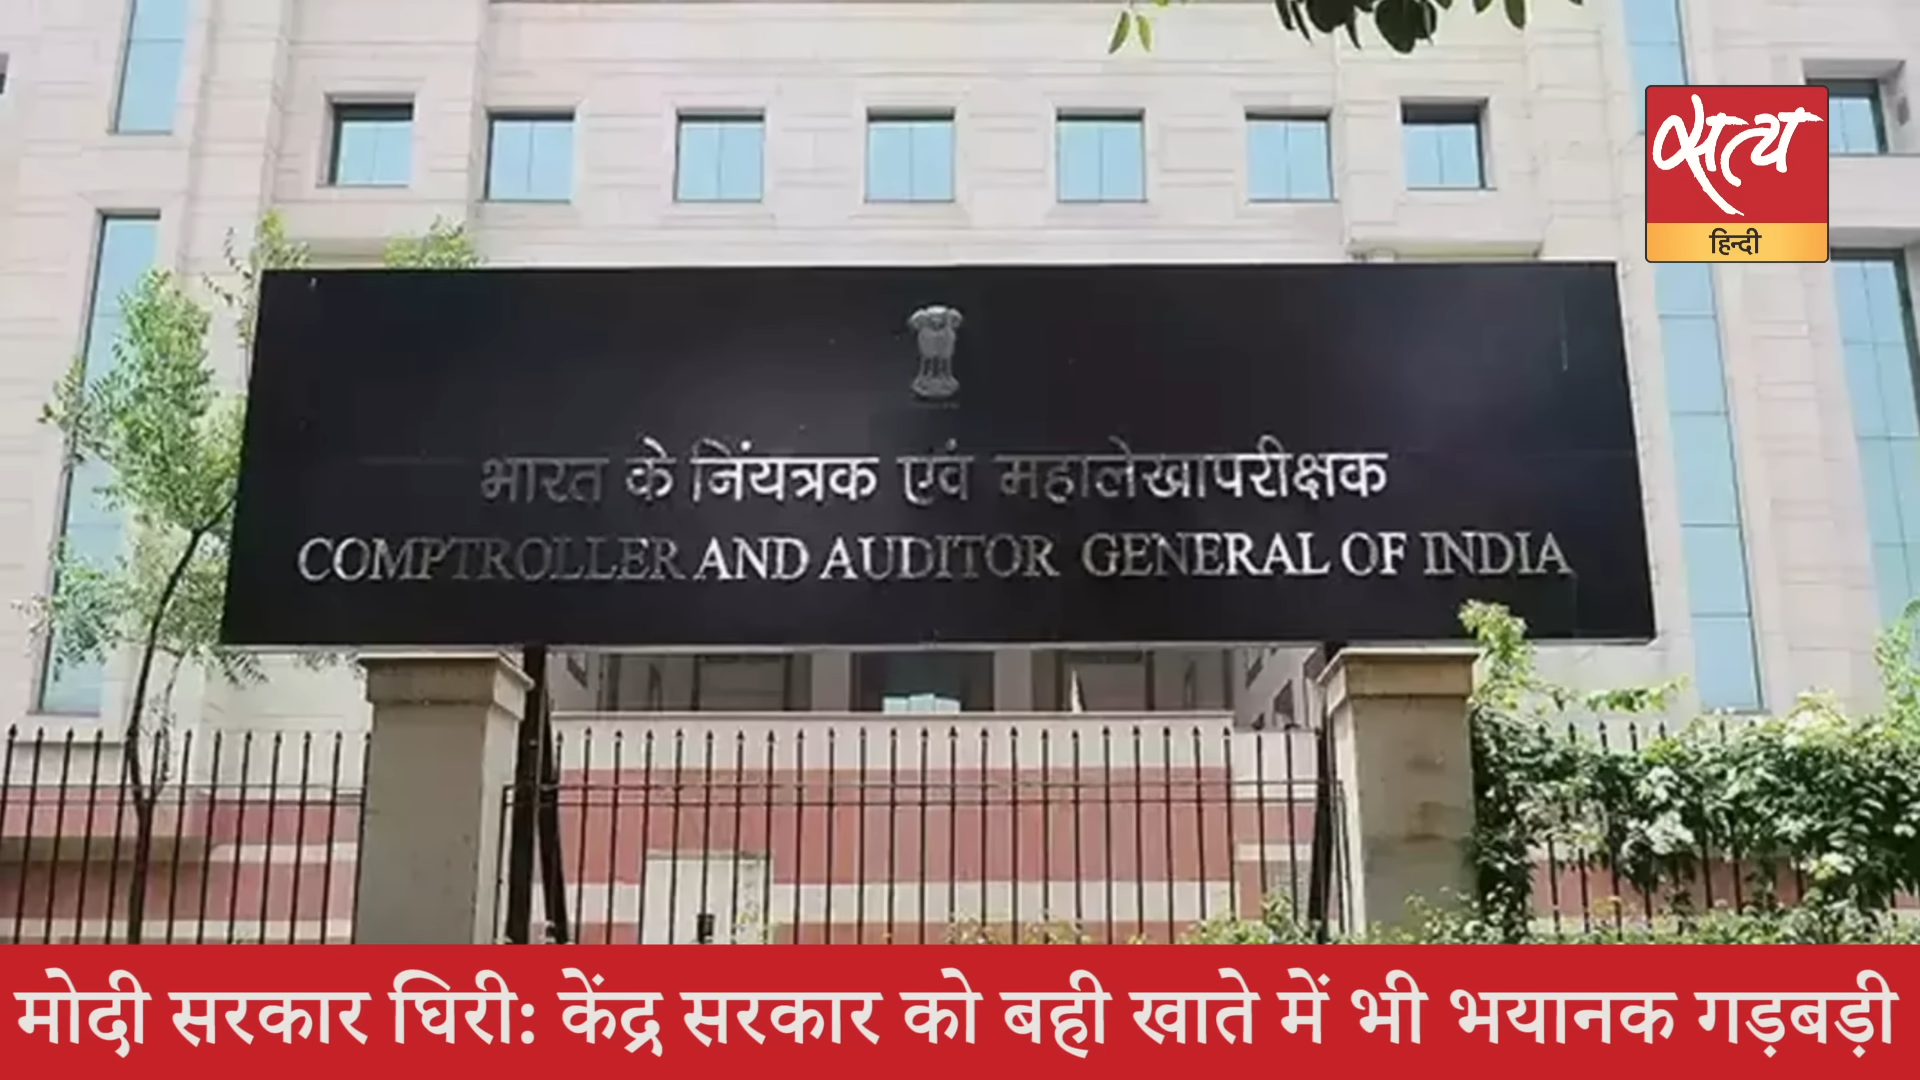 सत्य
हिन्दी
भारत के निंयत्रक एवं महालेखापरीक्षक
COMPTROLLER AND AUDITOR GENERAL OF INDIA
मोदी सरकार घिरी: केंद्र सरकार को बही खाते में भी भयानक गड़बड़ी